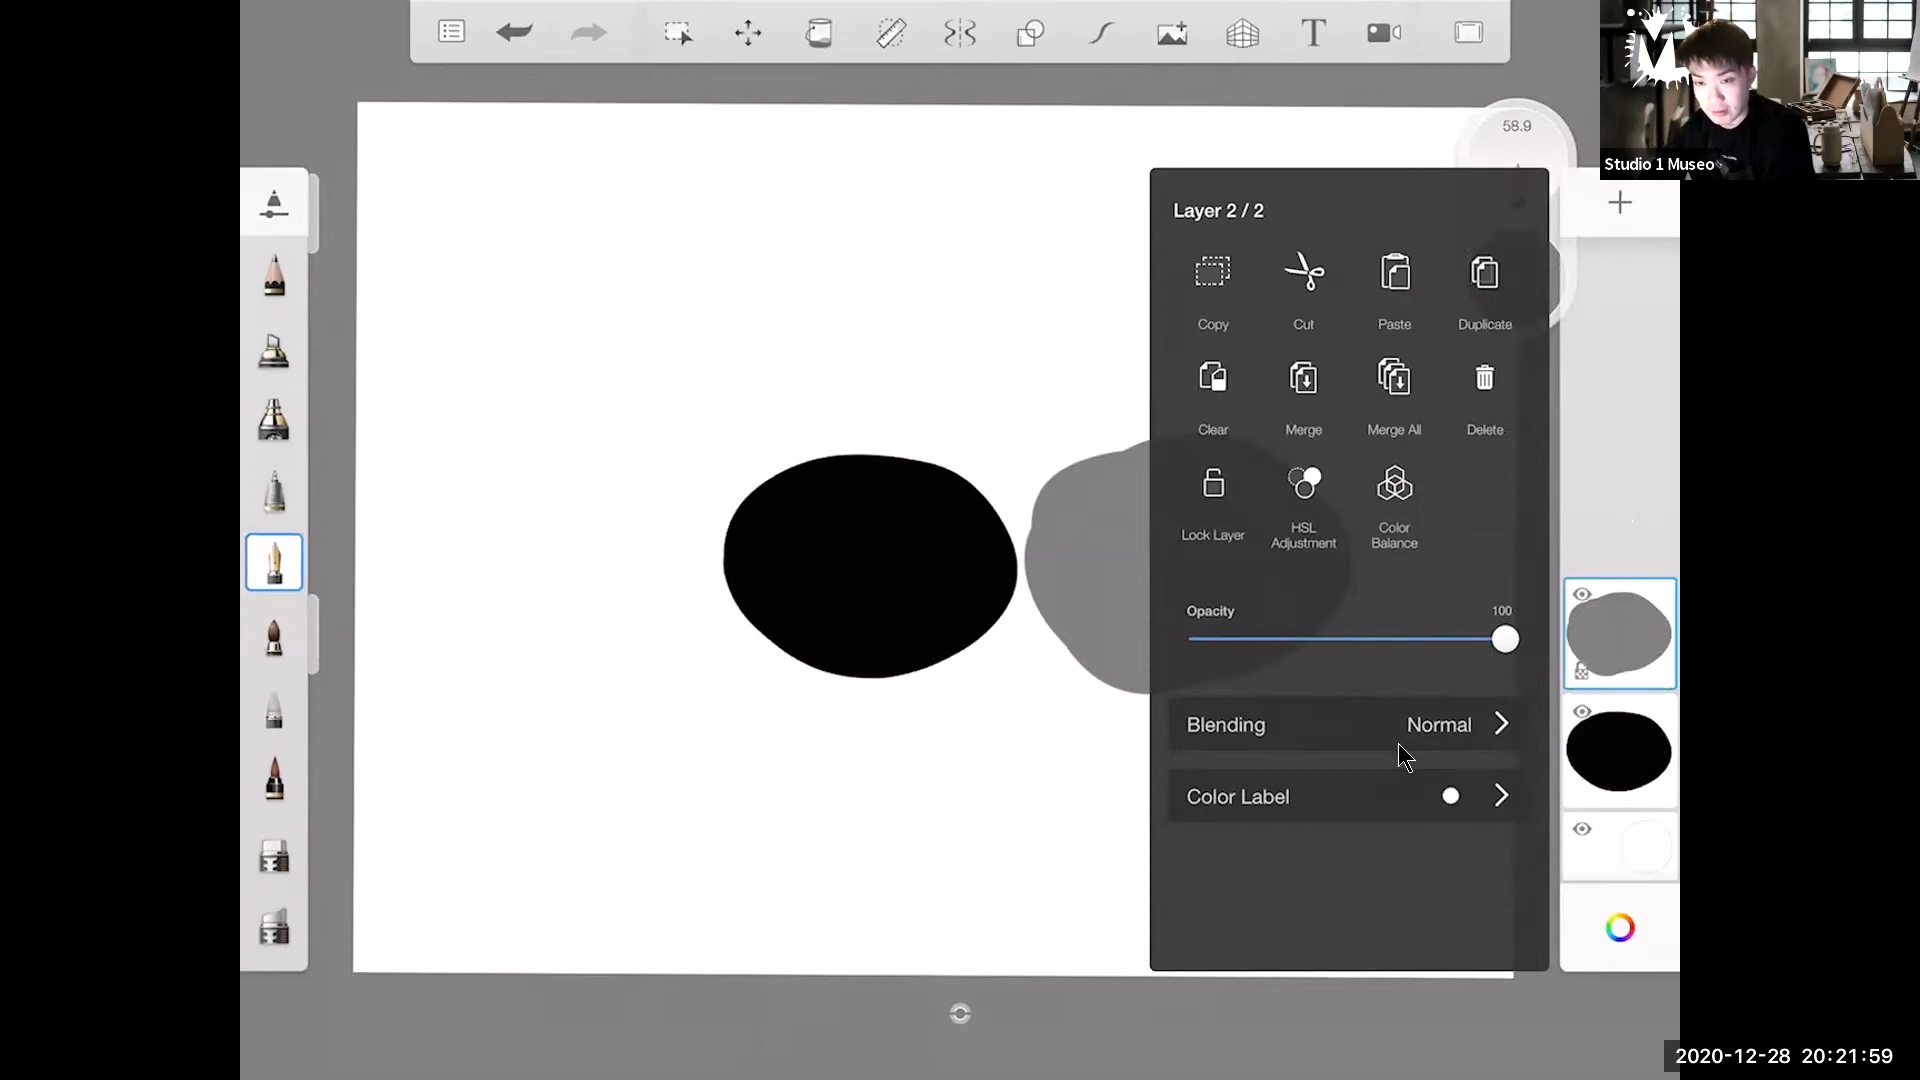 58.9
Studio 1 Museo
Layer 2 / 2
Copy
Cut
Paste
Duplicate
Clear
Merge
Merge All
Delete
Lock Layer
HSL
Adjustment
Color
Balance
Opacity
100
Blending
Normal
Color Label
2020-12-28 20:21:59